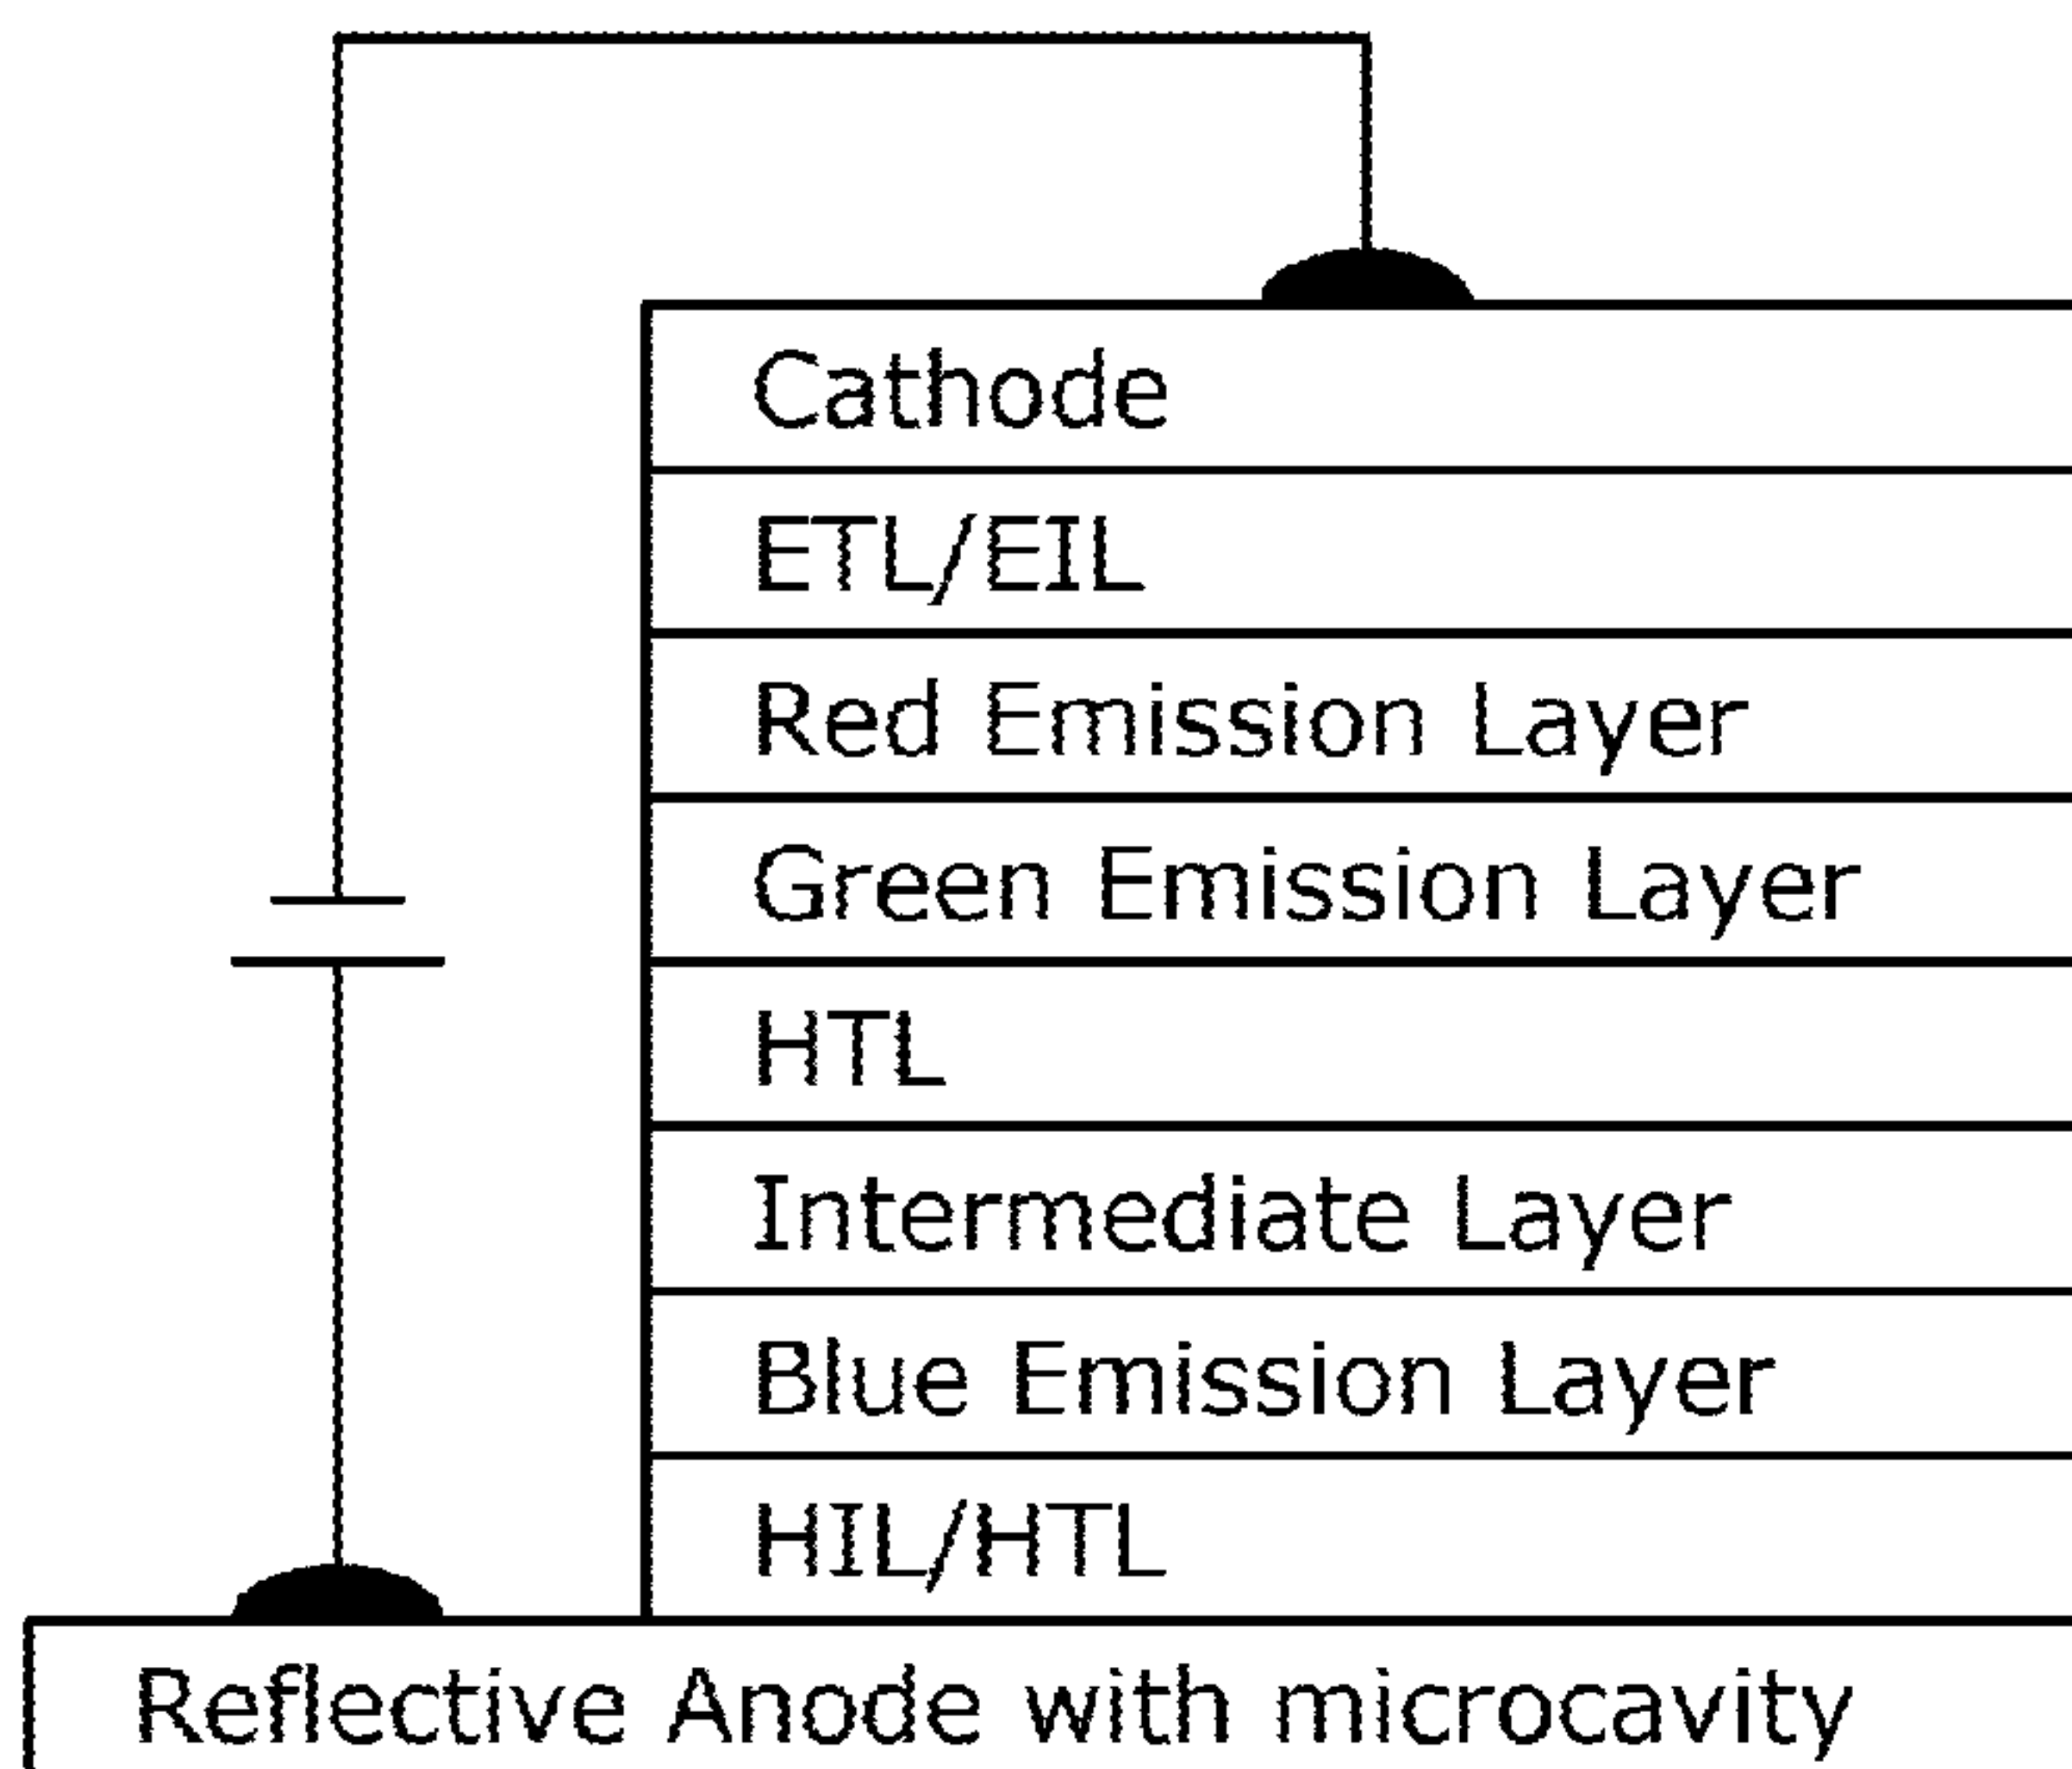 Cathode
ETL/EIL
Red Emission Layer
Green Emission Layer
HTL
Intermediate Layer
Blue Emission Layer
HIL/HTL
Reflective Anode with microcavity